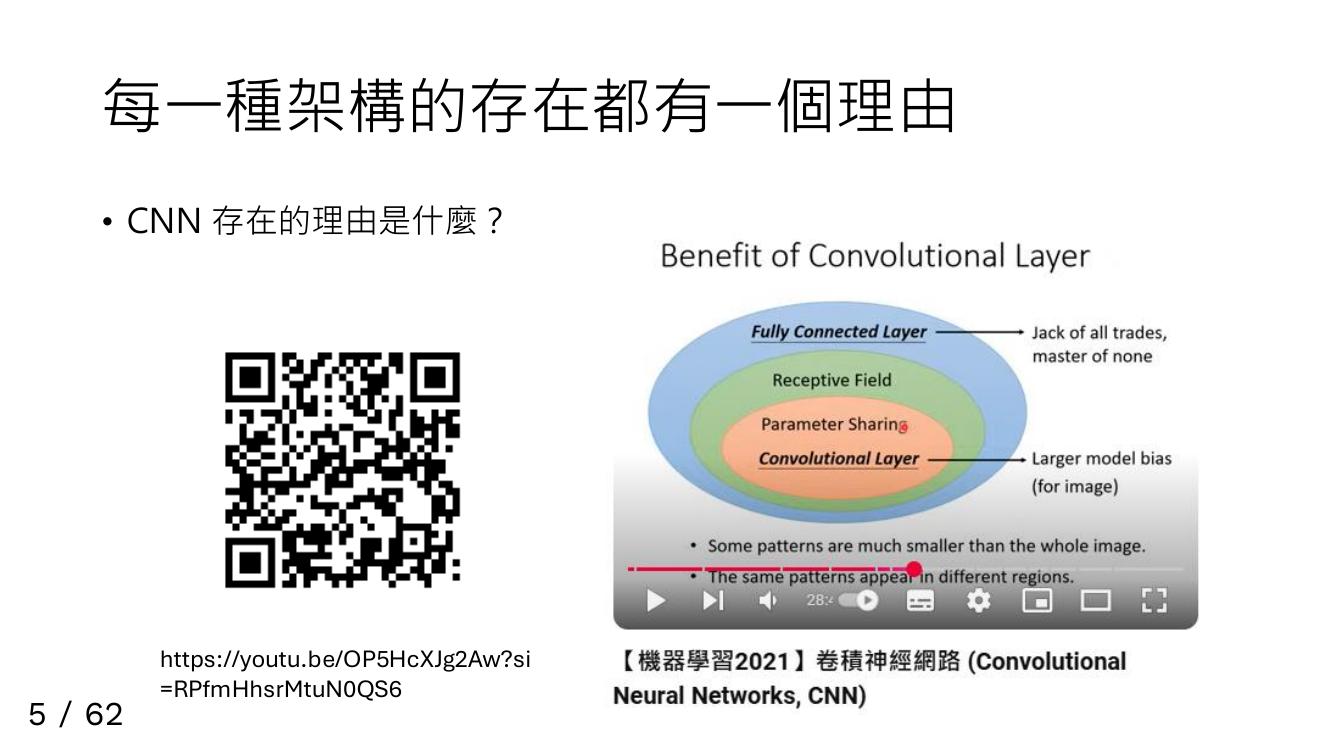 每一種架構的存在都有一個理由
• CNN 存在的理由是什麼？
Benefit of Convolutional Layer
Fully Connected Layer
Jack of all trades,
master of none
Receptive Field
Parameter Sharing
Convolutional Layer
Larger model bias
(for image)
• Some patterns are much smaller than the whole image.
• The same patterns appear in different regions.
https://youtu.be/OP5HcXJg2Aw?si
=RPfmHhsrMtuN0QS6
【機器學習2021】卷積神經網路 (Convolutional
Neural Networks, CNN)
5 / 62